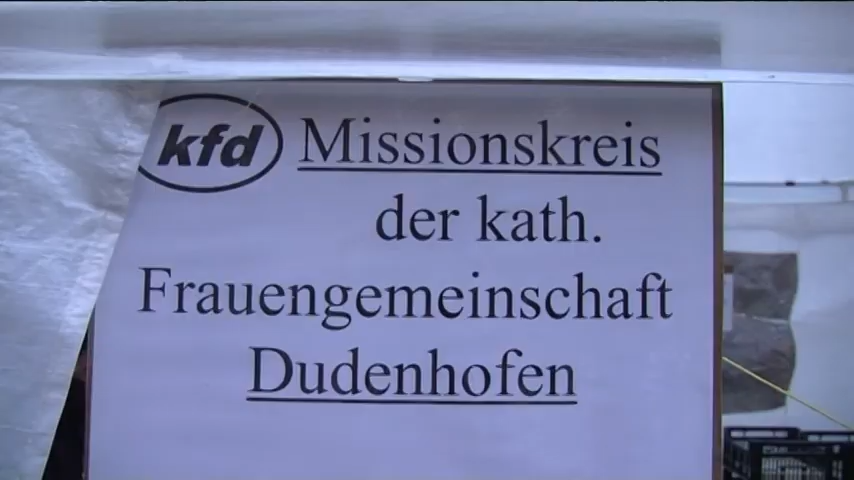 kfd Missionskreis
der kath.
Frauengemeinschaft
Dudenhofen